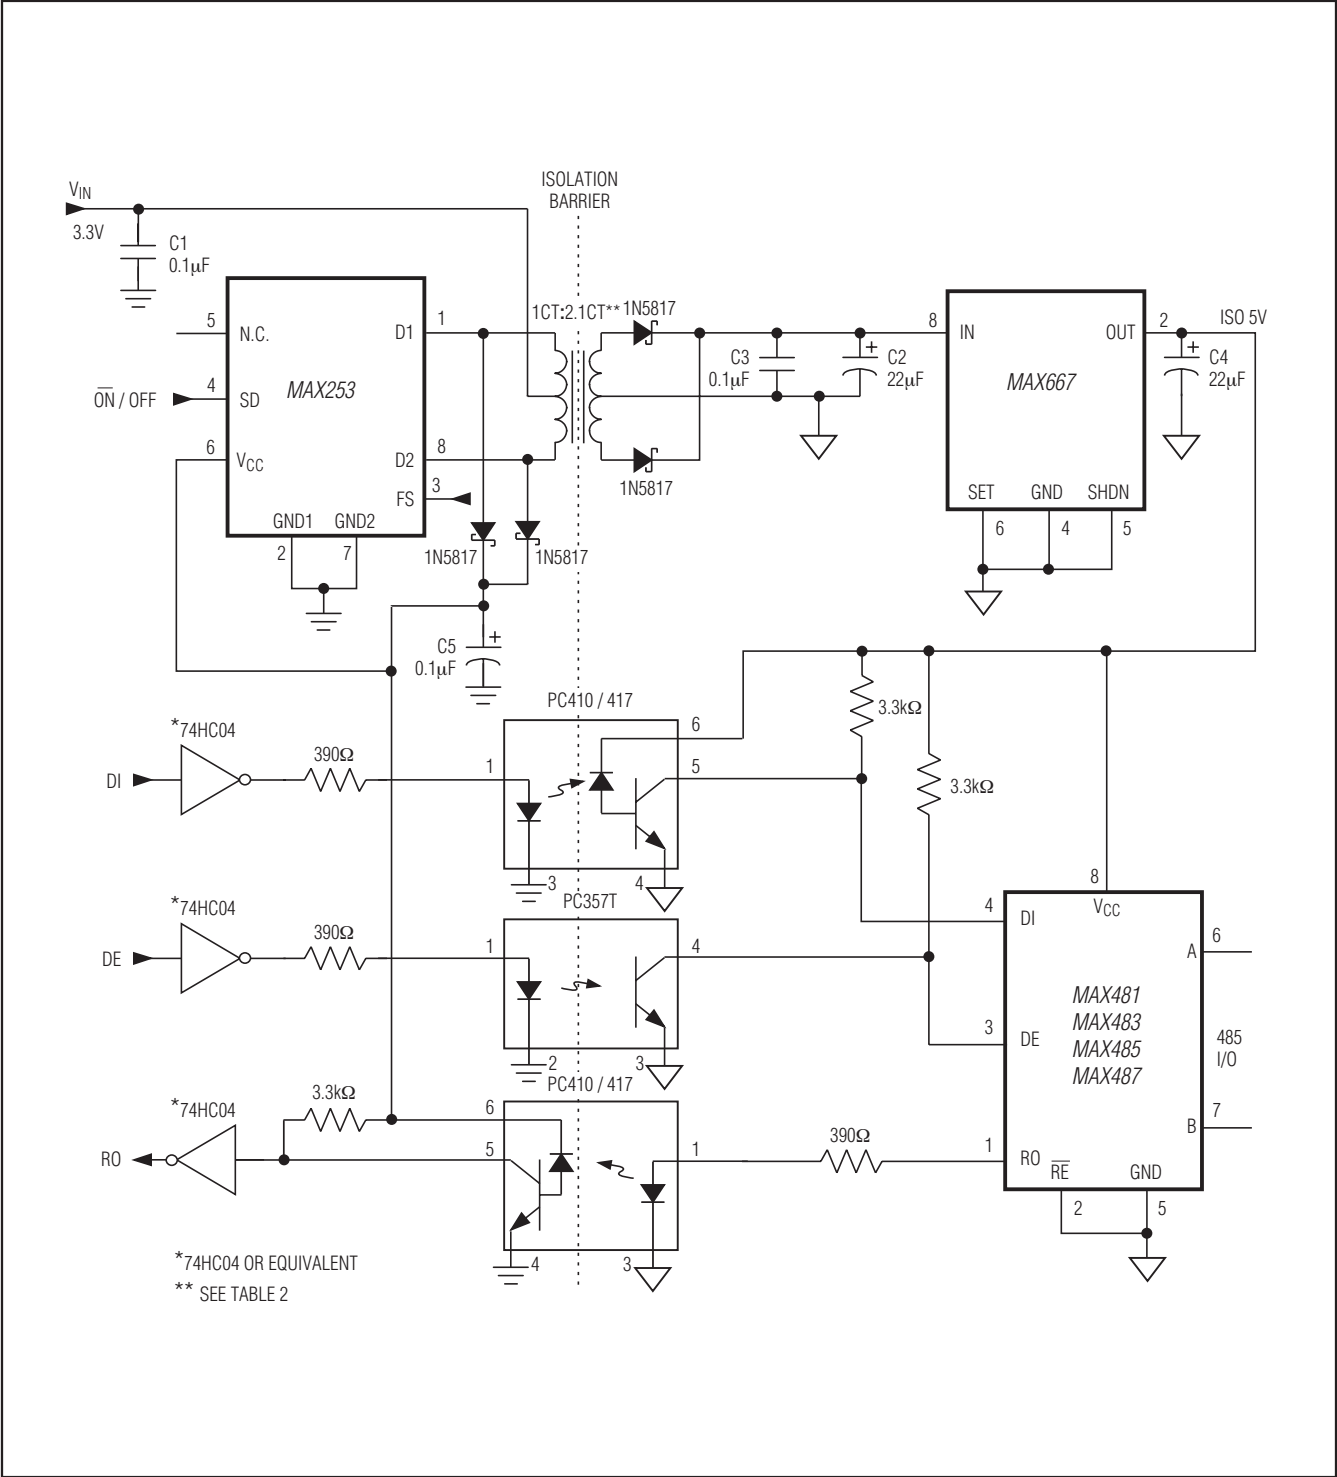 ISOLATION
BARRIER
VIN
3.3V
C1
0.1µF
5
N.C.
ON / OFF
4
SD
6
VCC
MAX253
D1
1
D2
8
FS
3
GND1
GND2
2
7
1CT:2.1CT**
1N5817
1N5817
1N5817
1N5817
C3
0.1µF
+
C2
22µF
8
IN
MAX667
OUT
2
ISO 5V
+
C4
22µF
SET
GND
SHDN
6
4
5
C5
0.1µF
+
PC410 / 417
*74HC04
DI
390Ω
1
6
5
3
4
3.3kΩ
3.3kΩ
PC357T
*74HC04
DE
390Ω
1
4
2
3
PC410 / 417
*74HC04
RO
3.3kΩ
6
5
1
4
3
390Ω
8
VCC
4
DI
3
DE
1
RO
RE
GND
2
5
MAX481
MAX483
MAX485
MAX487
A
6
485
I/O
B
7
*74HC04 OR EQUIVALENT
** SEE TABLE 2